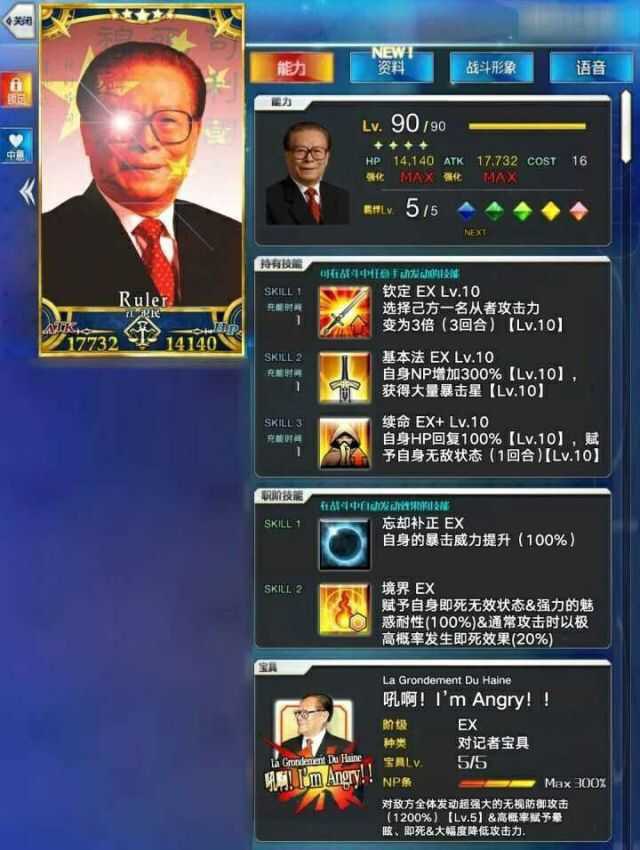 关闭
能力
NEW!
资料
战斗形象
语音
中意
能力
Lv. 90/90
HP 14,140 ATK 17,732 COST 16
强化 MAX 强化 MAX
Lv. 5/5
NEXT
Ruler
ATK
17732
14140
持有技能
可在战斗中任意手动发动的技能
SKILL 1
充能时间
1
钦定 EX Lv.10
选择己方一名从者攻击力
变为3倍（3回合）【Lv.10】
SKILL 2
充能时间
1
基本法 EX Lv.10
自身NP增加300%【Lv.10】，
获得大量暴击星【Lv.10】
SKILL 3
充能时间
1
续命 EX+ Lv.10
自身HP回复100%【Lv.10】，赋
予自身无敌状态（1回合）【Lv.10】
职阶技能
在战斗中自动发动效果的技能
SKILL 1
忘却补正 EX
自身的暴击威力提升（100%）
SKILL 2
境界 EX
赋予自身即死无效状态&强力的魅
惑耐性(100%)&通常攻击时以极
高概率发生即死效果(20%)
宝具
La Grondement Du Haine
吼啊！I'm Angry！！
阶级 EX
种类 对记者宝具
宝具Lv. 5/5
NP条 Max 300%
La Grondement Du Haine
吼啊! I'm Angry!!
对敌方全体发动超强大的无视防御攻击
（1200%）【Lv.5】&高概率赋予晕
眩、即死&大幅度降低攻击力.